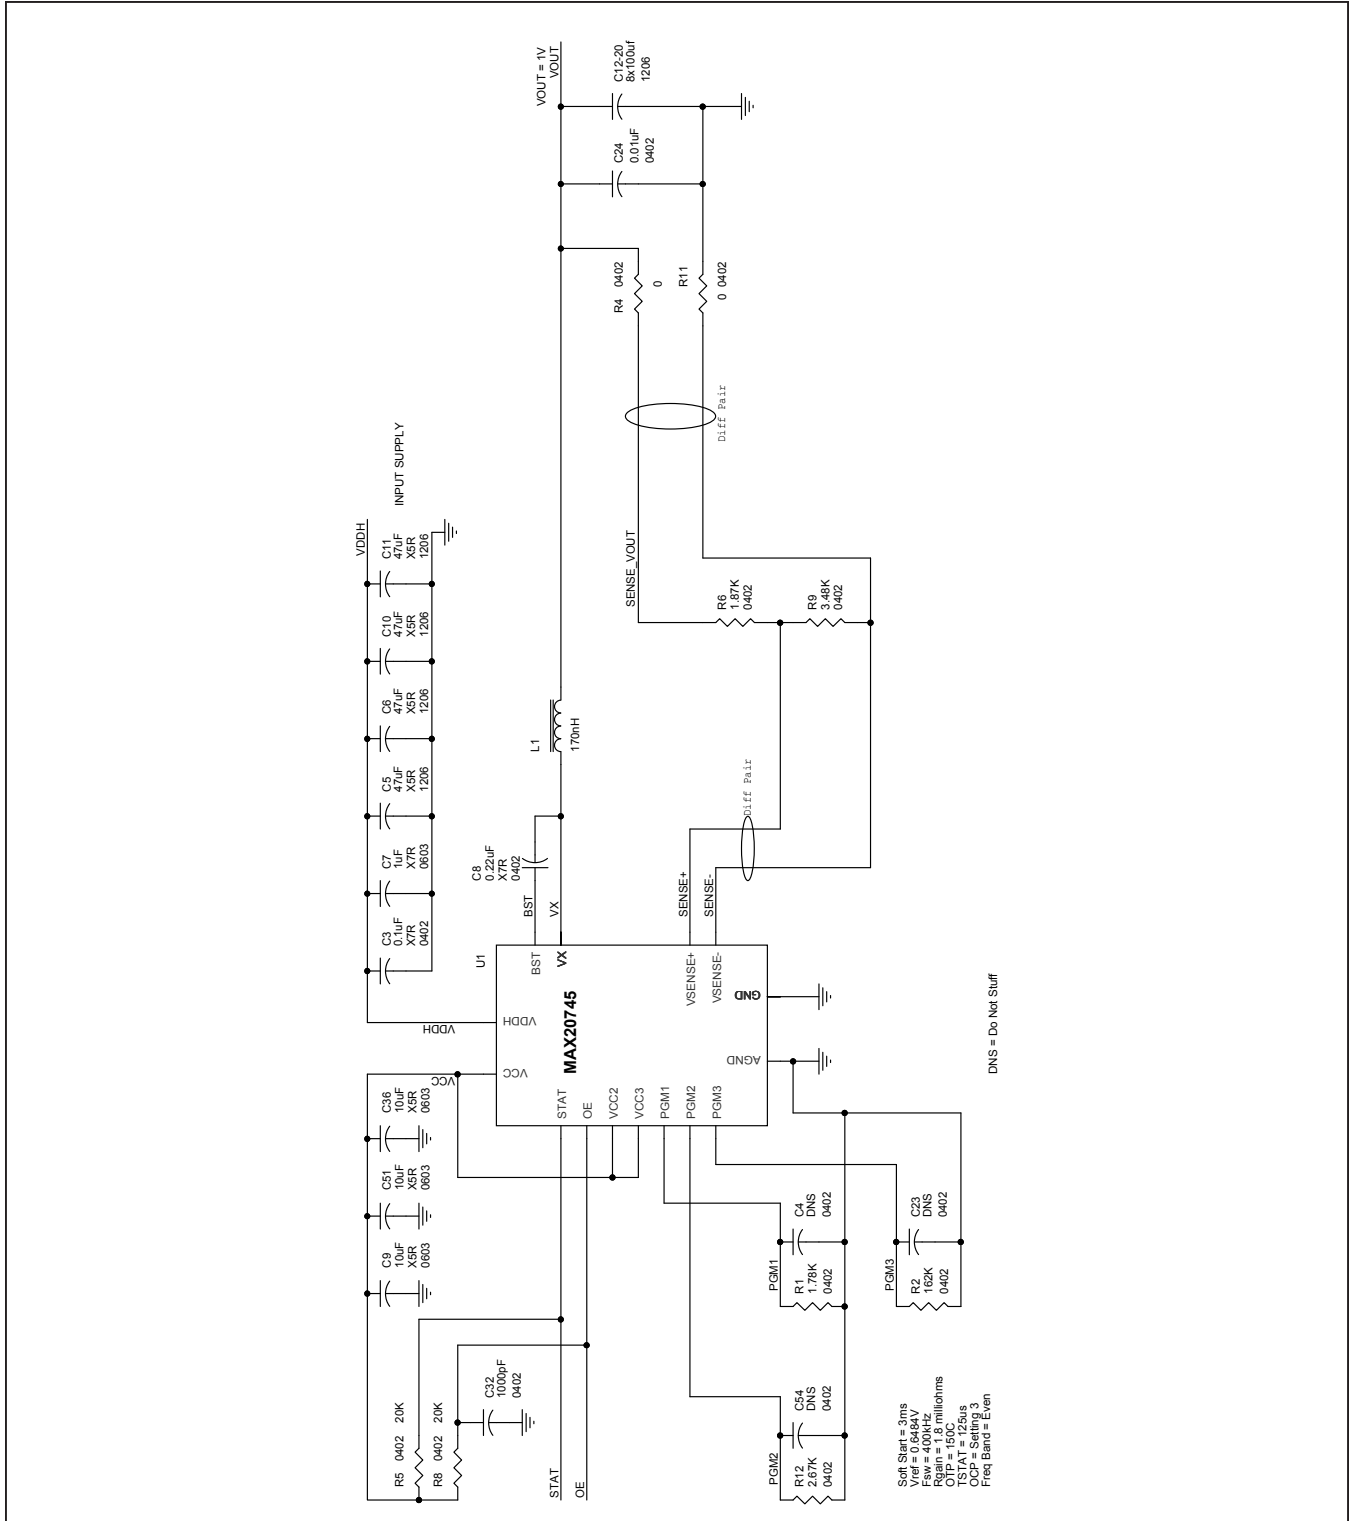 VOUT = 1V
VOUT
C12-20
8x100uf
1206
C24
0.01uF
0402
R4 0402
0
R11
0 0402
Diff Pair
INPUT SUPPLY
VDDH
C11
47uF
X5R
1206
C10
47uF
X5R
1206
C6
47uF
X5R
1206
C5
47uF
X5R
1206
C7
1uF
X7R
0603
C3
0.1uF
X7R
0402
SENSE_VOUT
R6
1.87K
0402
R9
3.48K
0402
L1
170nH
Diff Pair
C8
0.22uF
X7R
0402
BST
VX
SENSE+
SENSE-
U1
BST
VX
VSENSE+
VSENSE-
VDDH
VDDH
MAX20745
GND
VCC
VCC
AGND
STAT
OE
VCC2
VCC3
PGM1
PGM2
PGM3
DNS = Do Not Stuff
C36
10uF
X5R
0603
C51
10uF
X5R
0603
C9
10uF
X5R
0603
C4
DNS
0402
PGM1
R1
1.78K
0402
C23
DNS
0402
PGM3
R2
162K
0402
R5 0402 20K
R8 0402 20K
C32
1000pF
0402
STAT
OE
C54
DNS
0402
PGM2
R12
2.67K
0402
Soft Start = 3ms
Vref = 0.6484V
Fsw = 400kHz
Rgain = 1.8 milliohms
OTP = 150C
TSTAT = 125us
OCP = Setting 3
Freq Band = Even